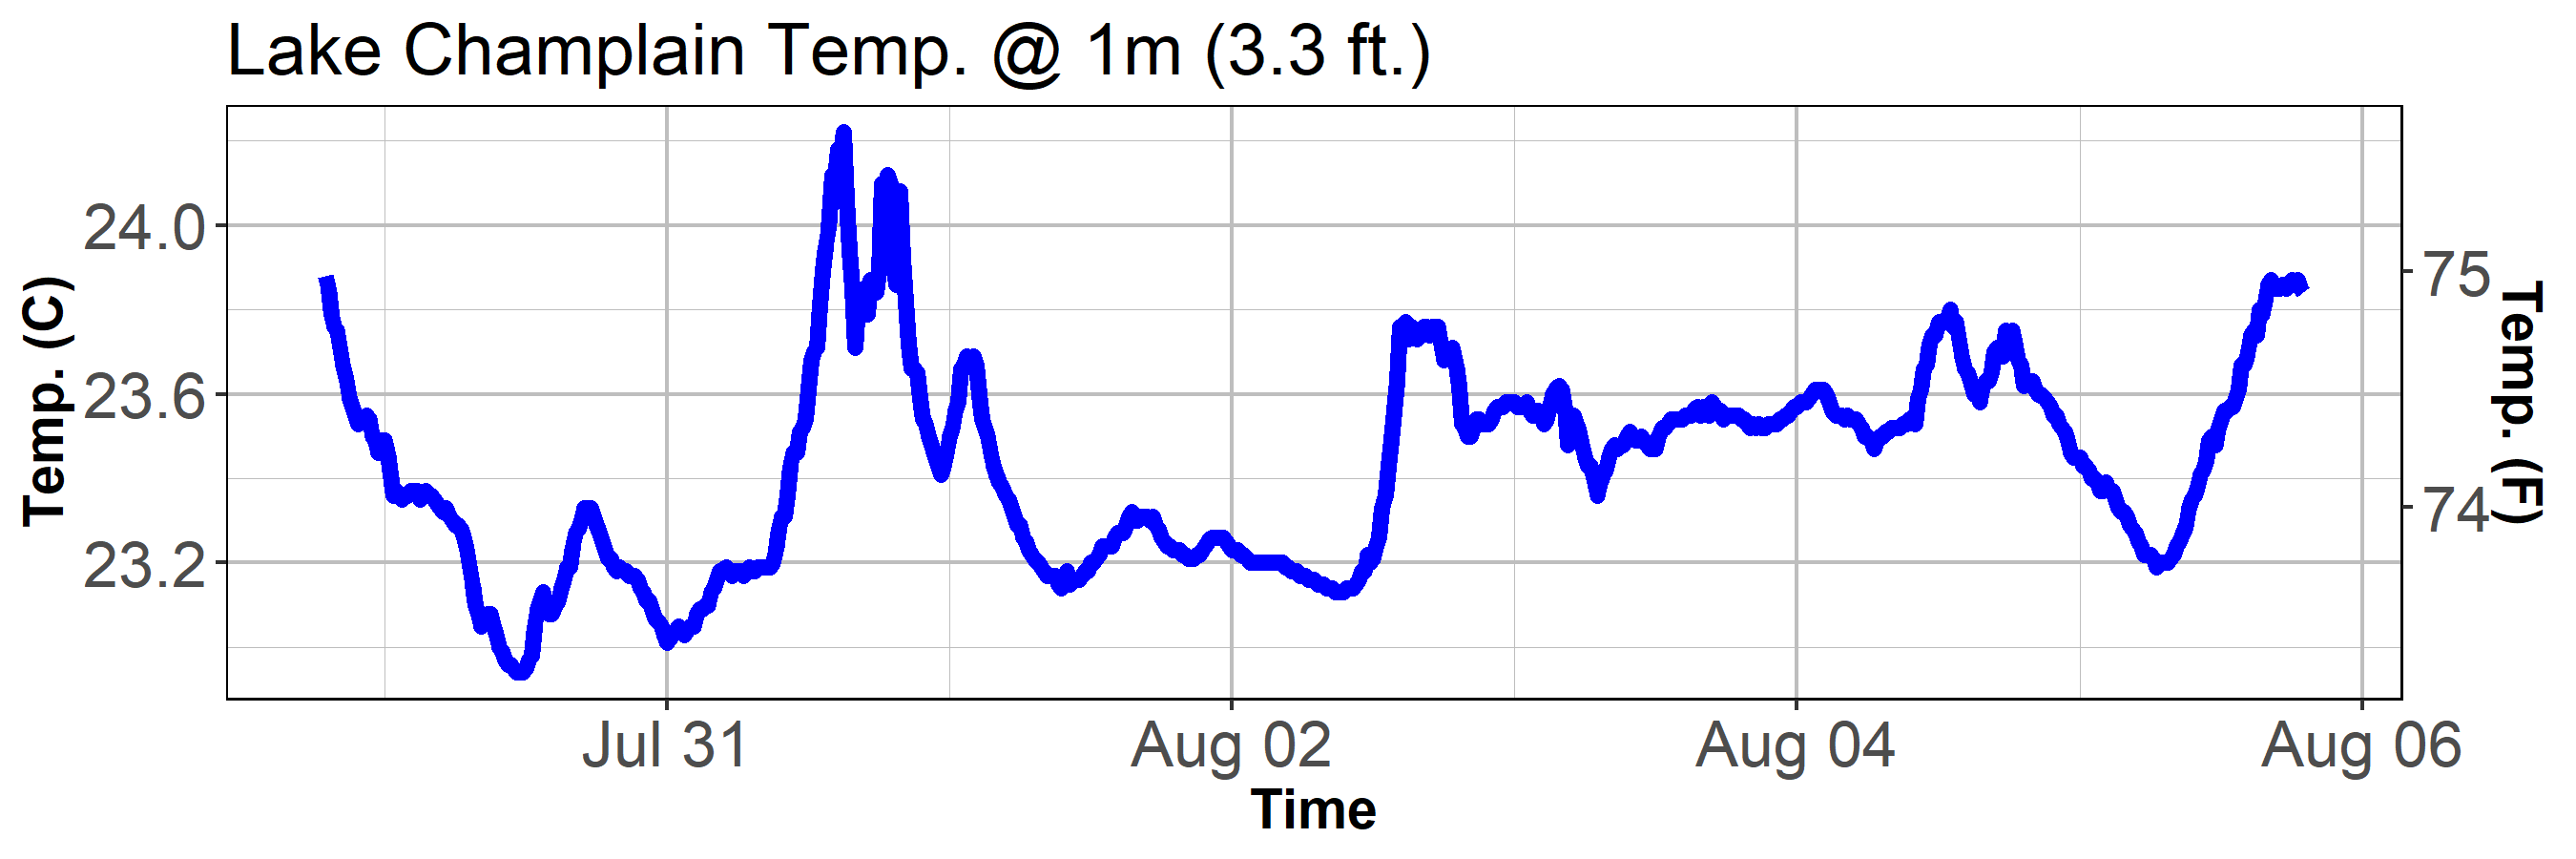 Lake Champlain Temp. @ 1m (3.3 ft.)
Temp. (C)
24.0
23.6
23.2
75
74
Temp. (F)
Jul 31
Aug 02
Aug 04
Aug 06
Time